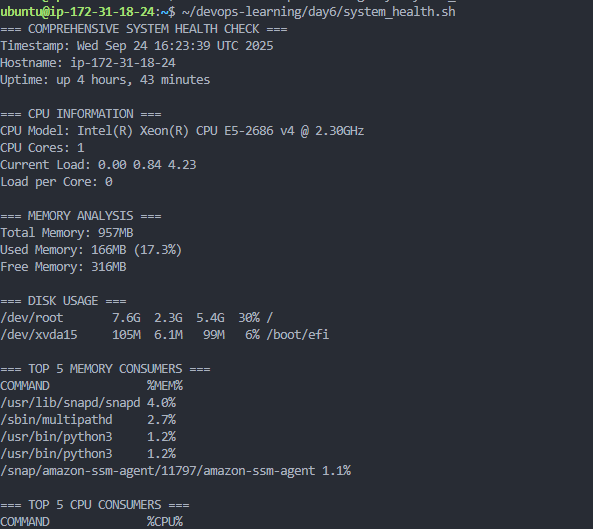 ubuntu@ip-172-31-18-24:~$ ~/devops-learning/day6/system_health.sh
=== COMPREHENSIVE SYSTEM HEALTH CHECK ===
Timestamp: Wed Sep 24 16:23:39 UTC 2025
Hostname: ip-172-31-18-24
Uptime: up 4 hours, 43 minutes

=== CPU INFORMATION ===
CPU Model: Intel(R) Xeon(R) CPU E5-2686 v4 @ 2.30GHz
CPU Cores: 1
Current Load: 0.00 0.84 4.23
Load per Core: 0

=== MEMORY ANALYSIS ===
Total Memory: 957MB
Used Memory: 166MB (17.3%)
Free Memory: 316MB

=== DISK USAGE ===
/dev/root       7.6G  2.3G  5.4G  30% /
/dev/xvda15     105M  6.1M   99M   6% /boot/efi

=== TOP 5 MEMORY CONSUMERS ===
COMMAND             %MEM%
/usr/lib/snapd/snapd 4.0%
/sbin/multipathd     2.7%
/usr/bin/python3     1.2%
/usr/bin/python3     1.2%
/snap/amazon-ssm-agent/11797/amazon-ssm-agent 1.1%

=== TOP 5 CPU CONSUMERS ===
COMMAND             %CPU%